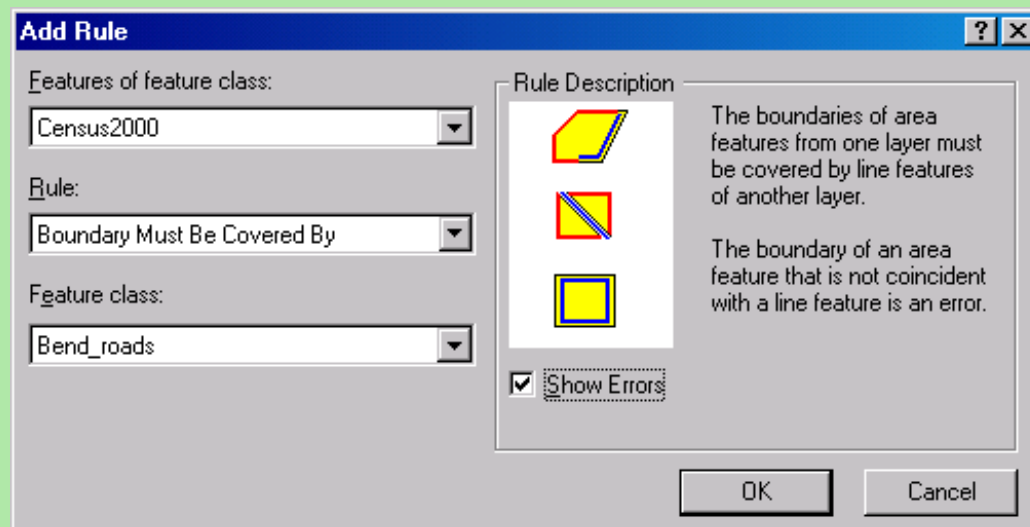 Add Rule
Features of feature class:
Census2000
Rule:
Boundary Must Be Covered By
Feature class:
Bend_roads
Rule Description
The boundaries of area
features from one layer must
be covered by line features
of another layer.
The boundary of an area
feature that is not coincident
with a line feature is an error.
Show Errors
OK
Cancel